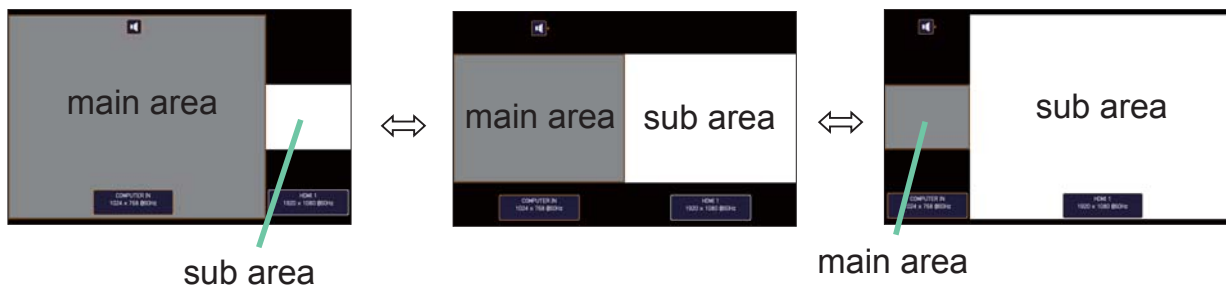 main area
COMPUTER IN
1024 x 768 @60Hz
HDMI 1
1920 x 1080 @60Hz
sub area
main area
sub area
COMPUTER IN
1024 x 768 @60Hz
HDMI 1
1920 x 1080 @60Hz
sub area
COMPUTER IN
1024 x 768 @60Hz
HDMI 1
1920 x 1080 @60Hz
main area